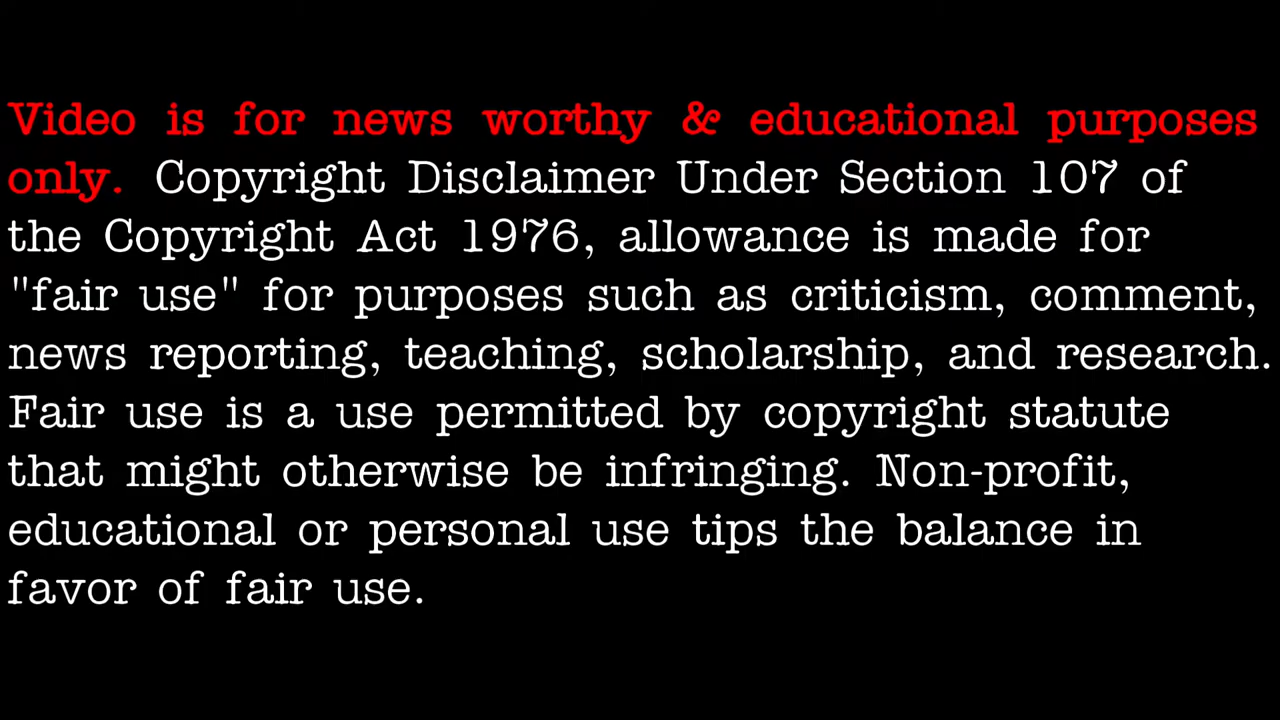 Video is for news worthy & educational purposes
only. Copyright Disclaimer Under Section 107 of
the Copyright Act 1976, allowance is made for
"fair use" for purposes such as criticism, comment,
news reporting, teaching, scholarship, and research.
Fair use is a use permitted by copyright statute
that might otherwise be infringing. Non-profit,
educational or personal use tips the balance in
favor of fair use.